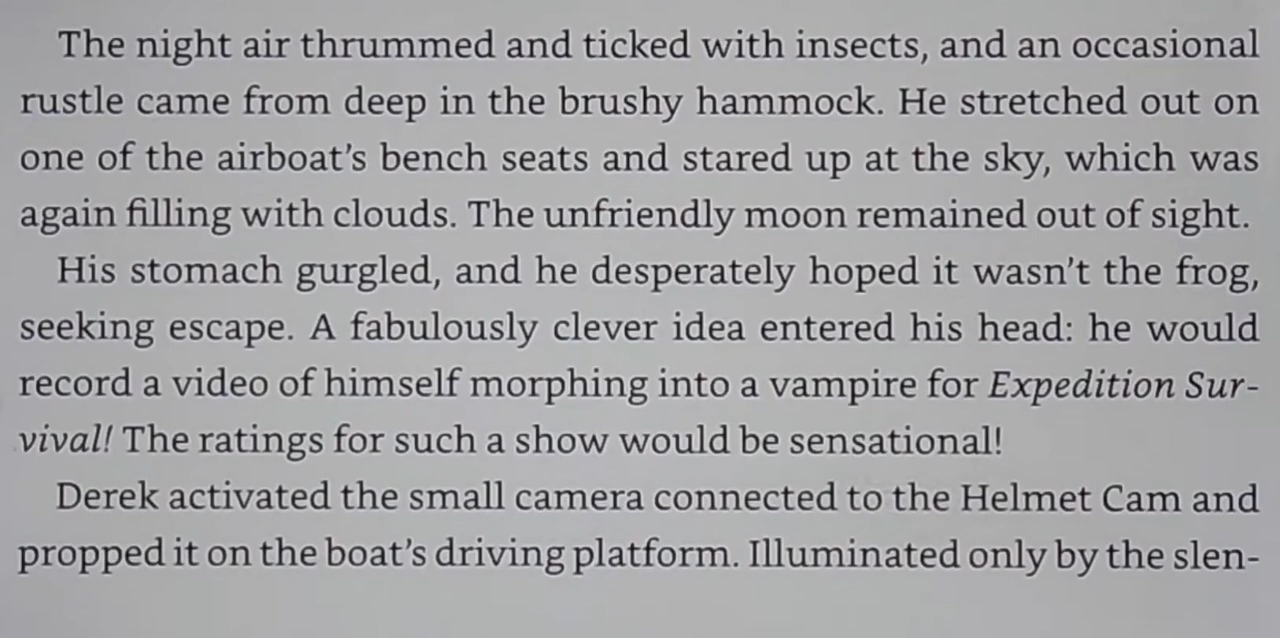 The night air thrummed and ticked with insects, and an occasional
rustle came from deep in the brushy hammock. He stretched out on
one of the airboat’s bench seats and stared up at the sky, which was
again filling with clouds. The unfriendly moon remained out of sight.
His stomach gurgled, and he desperately hoped it wasn’t the frog,
seeking escape. A fabulously clever idea entered his head: he would
record a video of himself morphing into a vampire for Expedition Sur-
vival! The ratings for such a show would be sensational!
Derek activated the small camera connected to the Helmet Cam and
propped it on the boat’s driving platform. Illuminated only by the slen-